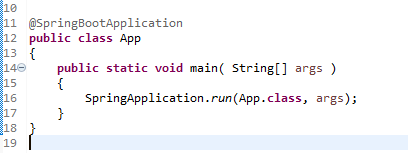 10
11 @SpringBootApplication
12 public class App
13 {
14 public static void main( String[] args )
15 {
16 SpringApplication.run(App.class, args);
17 }
18 }
19